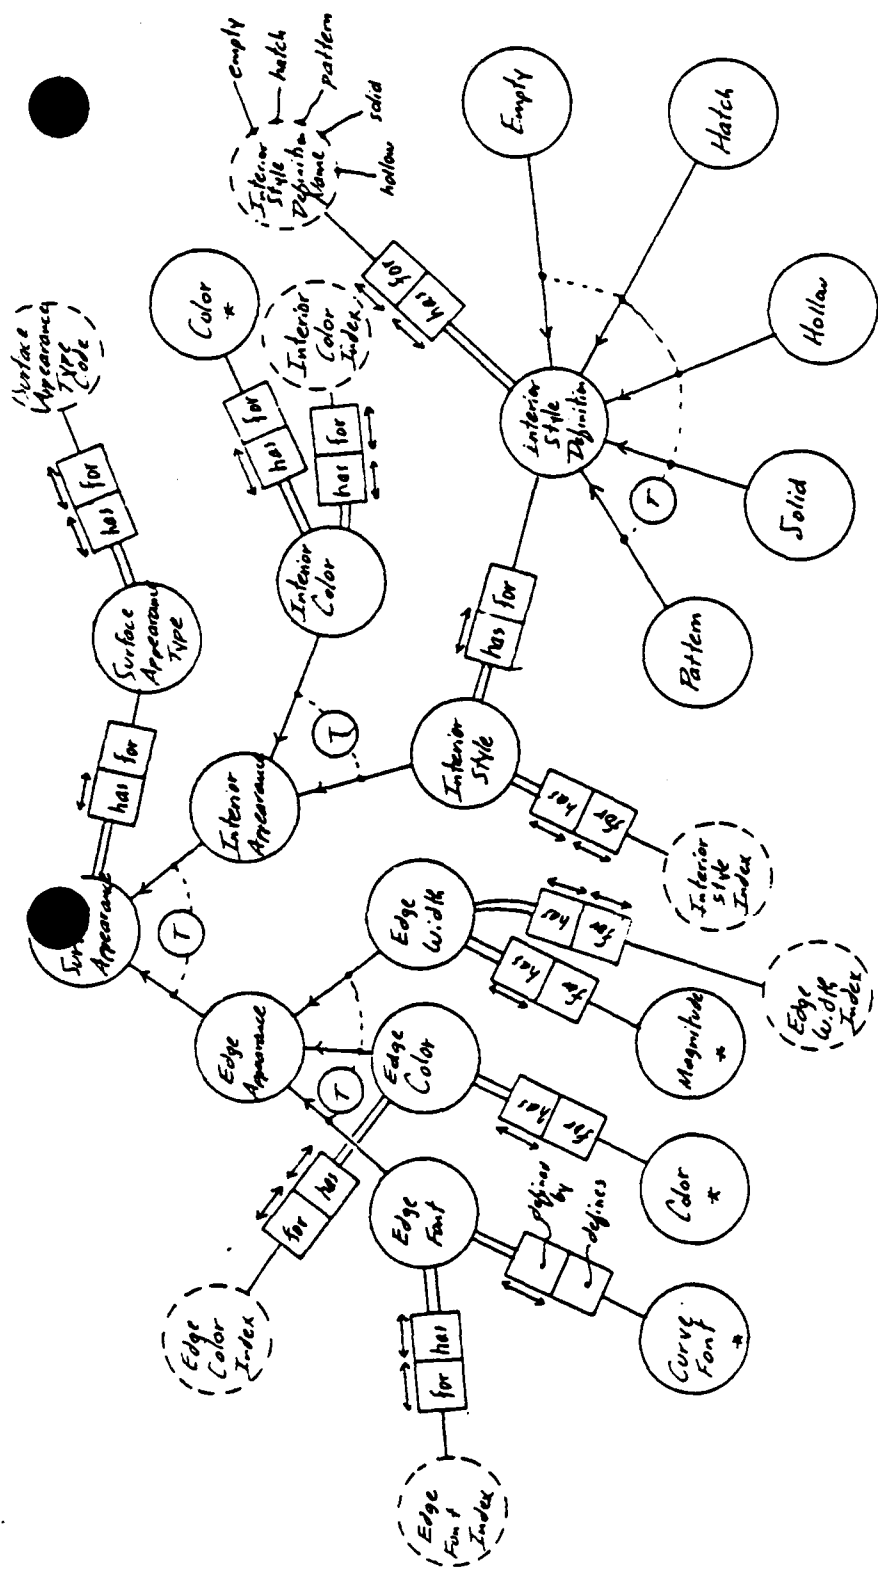 Surface
Appearance
Type
Code
for
has
Surface
Appearance
Type
for
has
Appearance
Color
*
for
has
Interior
Color
Index
for
has
Interior
Color
Interior
Appearance
T
T
empty
hatch
pattern
solid
hollow
Interior
Style
Definition
Name
for
has
Interior
Style
Definition
Empty
Hatch
Hollow
Solid
Pattern
T
for
has
Interior
Style
has
for
Interior
Style
Index
Edge
Appearance
T
Edge
Width
has
for
Edge
Width
Index
has
for
Magnitude
*
Edge
Color
has
for
Color
*
has
for
Edge
Color
Index
Edge
Font
defined
by
defines
Curve
Font
*
has
for
Edge
Font
Index